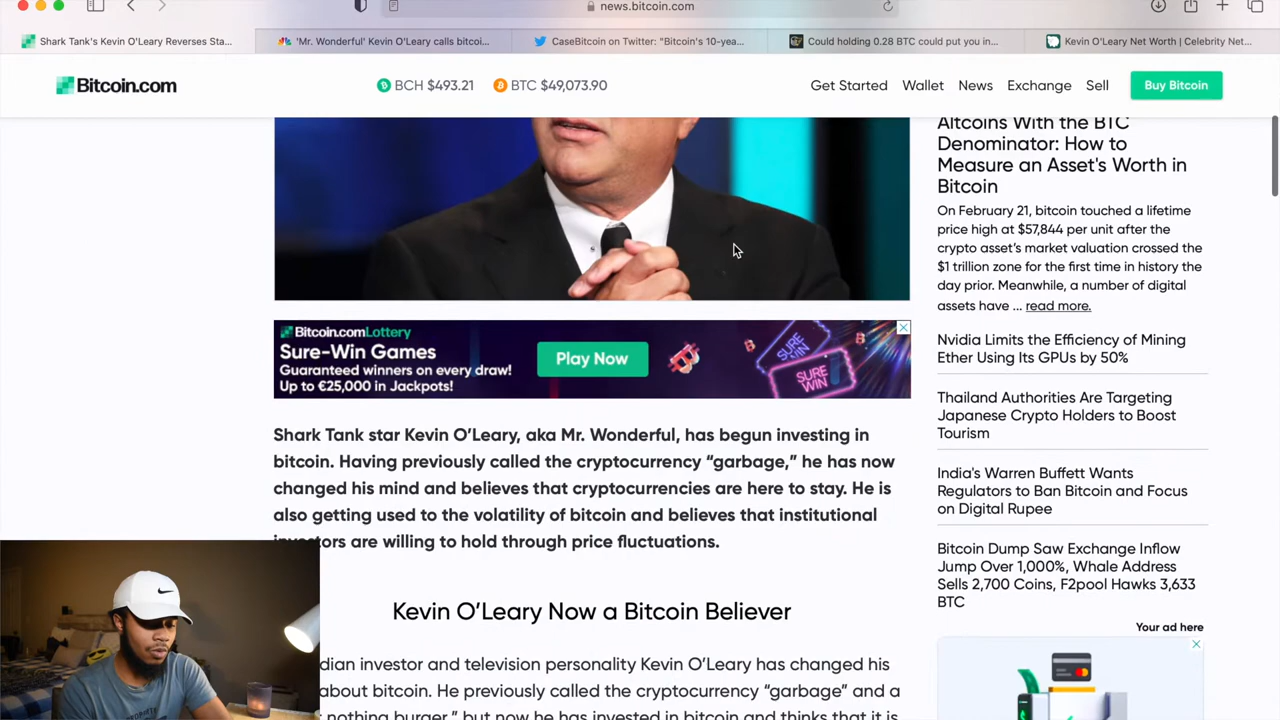 news.bitcoin.com
Shark Tank's Kevin O'Leary Reverses Sta...
'Mr. Wonderful' Kevin O'Leary calls bitcoi...
CaseBitcoin on Twitter: "Bitcoin's 10-yea...
Could holding 0.28 BTC could put you in...
Kevin O'Leary Net Worth | Celebrity Net...
Bitcoin.com
BCH $493.21
BTC $49,073.90
Get Started
Wallet
News
Exchange
Sell
Buy Bitcoin
Bitcoin.com Lottery
Sure-Win Games
Guaranteed winners on every draw!
Up to €25,000 in Jackpots!
Play Now
SURE
WIN
SURE
WIN
Shark Tank star Kevin O’Leary, aka Mr. Wonderful, has begun investing in
bitcoin. Having previously called the cryptocurrency “garbage,” he has now
changed his mind and believes that cryptocurrencies are here to stay. He is
also getting used to the volatility of bitcoin and believes that institutional
investors are willing to hold through price fluctuations.
Kevin O’Leary Now a Bitcoin Believer
dian investor and television personality Kevin O’Leary has changed his
about bitcoin. He previously called the cryptocurrency “garbage” and a
nothing burger,” but now he has invested in bitcoin and thinks that it is
Altcoins With the BTC
Denominator: How to
Measure an Asset's Worth in
Bitcoin
On February 21, bitcoin touched a lifetime
price high at $57,844 per unit after the
crypto asset’s market valuation crossed the
$1 trillion zone for the first time in history the
day prior. Meanwhile, a number of digital
assets have ... read more.
Nvidia Limits the Efficiency of Mining
Ether Using Its GPUs by 50%
Thailand Authorities Are Targeting
Japanese Crypto Holders to Boost
Tourism
India's Warren Buffett Wants
Regulators to Ban Bitcoin and Focus
on Digital Rupee
Bitcoin Dump Saw Exchange Inflow
Jump Over 1,000%, Whale Address
Sells 2,700 Coins, F2pool Hawks 3,633
BTC
Your ad here